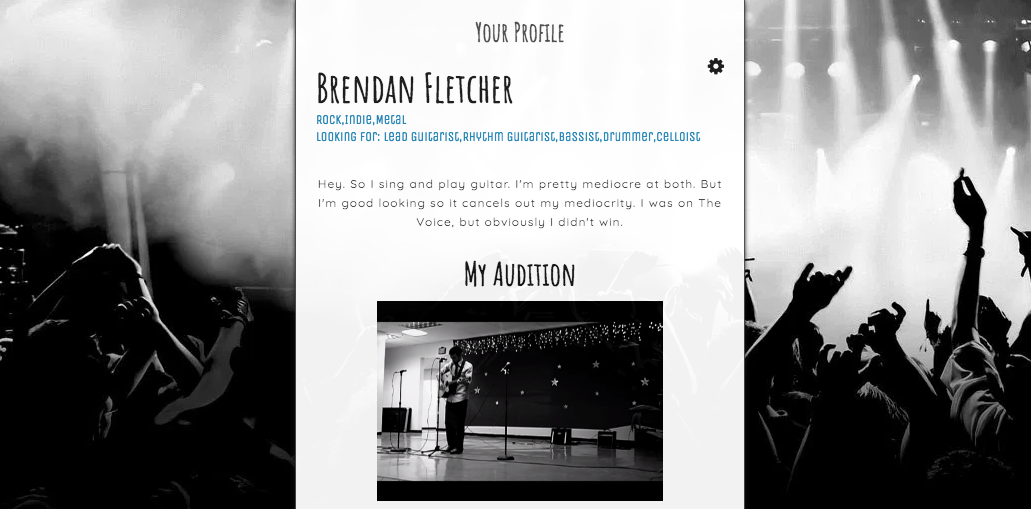 Your Profile
Brendan Fletcher
Rock,Indie,Metal
Looking for: Lead Guitarist,Rhythm Guitarist,Bassist,Drummer,Celloist
Hey. So I sing and play guitar. I'm pretty mediocre at both. But
I'm good looking so it cancels out my mediocrity. I was on The
Voice, but obviously I didn't win.
My Audition